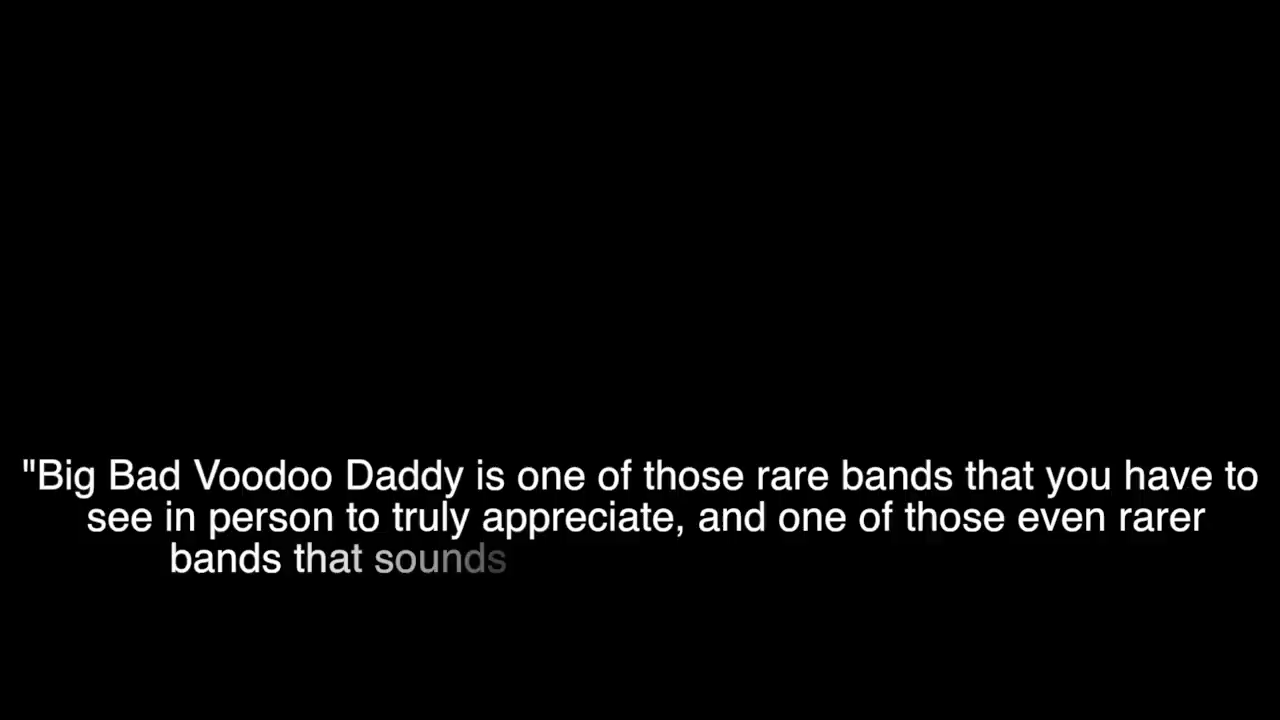 "Big Bad Voodoo Daddy is one of those rare bands that you have to
see in person to truly appreciate, and one of those even rarer
bands that sounds